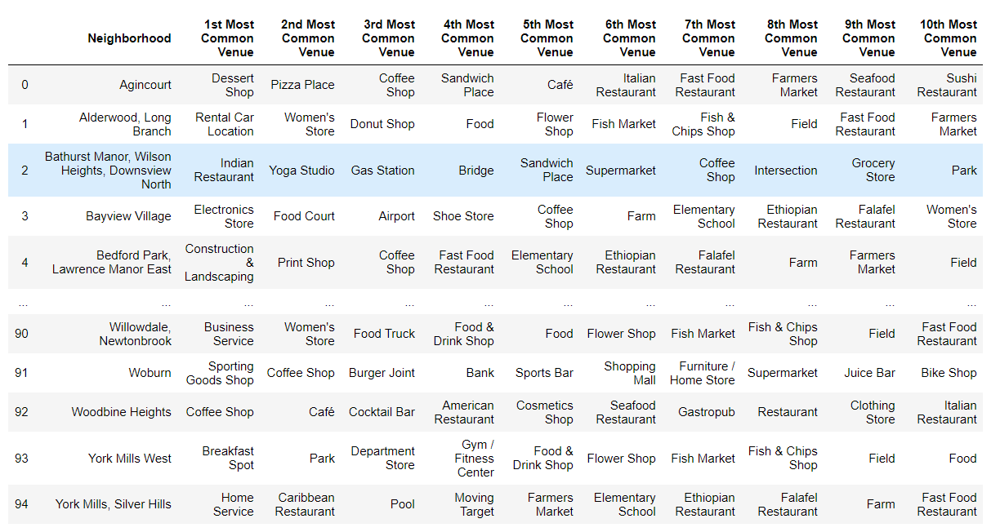 Neighborhood 1st Most Common Venue 2nd Most Common Venue 3rd Most Common Venue 4th Most Common Venue 5th Most Common Venue 6th Most Common Venue 7th Most Common Venue 8th Most Common Venue 9th Most Common Venue 10th Most Common Venue
0 Agincourt Dessert Shop Pizza Place Coffee Shop Sandwich Place Café Italian Restaurant Fast Food Restaurant Farmers Market Seafood Restaurant Sushi Restaurant
1 Alderwood, Long Branch Rental Car Location Women's Store Donut Shop Food Flower Shop Fish Market Fish & Chips Shop Field Fast Food Restaurant Farmers Market
2 Bathurst Manor, Wilson Heights, Downsview North Indian Restaurant Yoga Studio Gas Station Bridge Sandwich Place Supermarket Coffee Shop Intersection Grocery Store Park
3 Bayview Village Electronics Store Food Court Airport Shoe Store Coffee Shop Farm Elementary School Ethiopian Restaurant Falafel Restaurant Women's Store
4 Bedford Park, Lawrence Manor East Construction & Landscaping Print Shop Coffee Shop Fast Food Restaurant Elementary School Ethiopian Restaurant Falafel Restaurant Farm Farmers Market Field
... ... ... ... ... ... ... ... ... ... ... ...
90 Willowdale, Newtonbrook Business Service Women's Store Food Truck Food & Drink Shop Food Flower Shop Fish Market Fish & Chips Shop Field Fast Food Restaurant
91 Woburn Sporting Goods Shop Coffee Shop Burger Joint Bank Sports Bar Shopping Mall Furniture / Home Store Supermarket Juice Bar Bike Shop
92 Woodbine Heights Coffee Shop Café Cocktail Bar American Restaurant Cosmetics Shop Seafood Restaurant Gastropub Restaurant Clothing Store Italian Restaurant
93 York Mills West Breakfast Spot Park Department Store Gym / Fitness Center Food & Drink Shop Flower Shop Fish Market Fish & Chips Shop Field Food
94 York Mills, Silver Hills Home Service Caribbean Restaurant Pool Moving Target Farmers Market Elementary School Ethiopian Restaurant Falafel Restaurant Farm Fast Food Restaurant